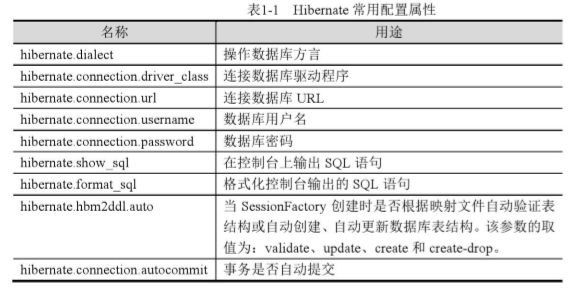 表1-1 Hibernate 常用配置属性
名称 用途
hibernate.dialect 操作数据库方言
hibernate.connection.driver_class 连接数据库驱动程序
hibernate.connection.url 连接数据库 URL
hibernate.connection.username 数据库用户名
hibernate.connection.password 数据库密码
hibernate.show_sql 在控制台上输出 SQL 语句
hibernate.format_sql 格式化控制台输出的 SQL 语句
hibernate.hbm2ddl.auto 当 SessionFactory 创建时是否根据映射文件自动验证表
结构或自动创建、自动更新数据库表结构。该参数的取
值为：validate、update、create 和 create-drop。
hibernate.connection.autocommit 事务是否自动提交